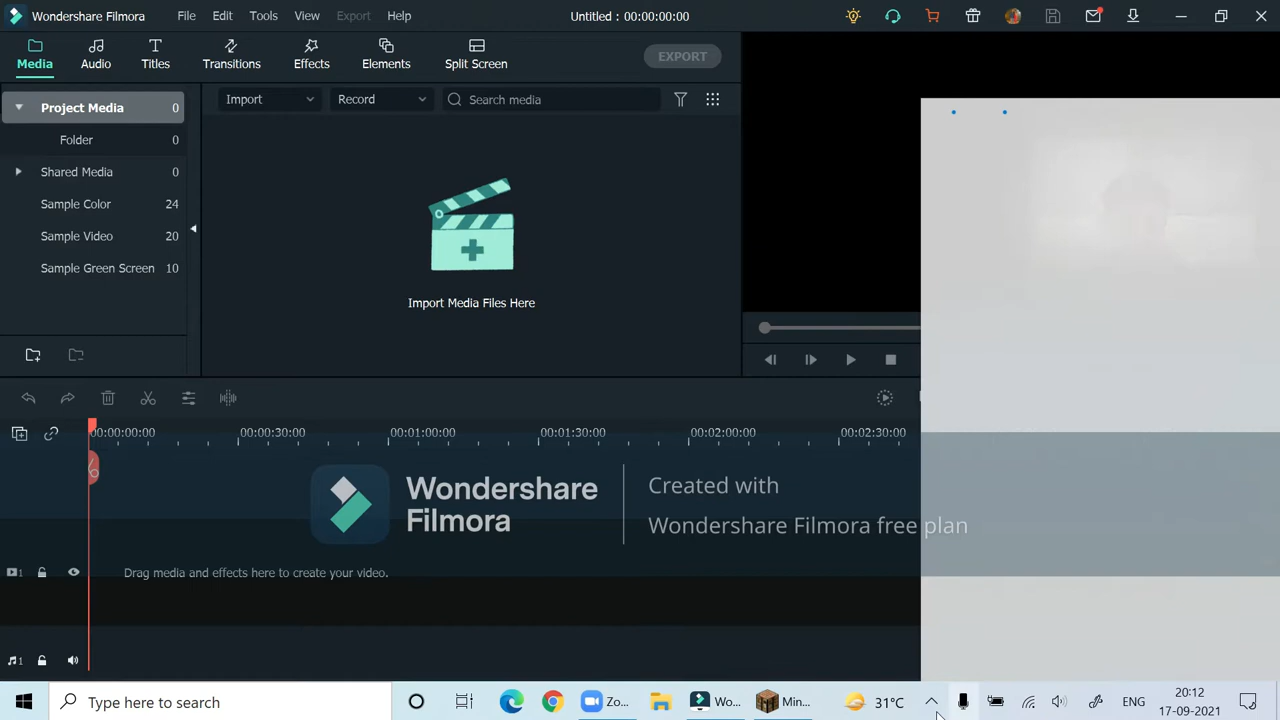 Wondershare Filmora File Edit Tools View Export Help Untitled : 00:00:00:00
Media Audio Titles Transitions Effects Elements Split Screen EXPORT
Project Media 0
Folder 0
Shared Media 0
Sample Color 24
Sample Video 20
Sample Green Screen 10
Import Record Search media
Import Media Files Here
00:00:00:00 00:00:30:00 00:01:00:00 00:01:30:00 00:02:00:00 00:02:30:00
Wondershare
Filmora
Created with
Wondershare Filmora free plan
1
Drag media and effects here to create your video.
1
Type here to search Zo... Wo... Min... 31°C ENG 20:12
17-09-2021